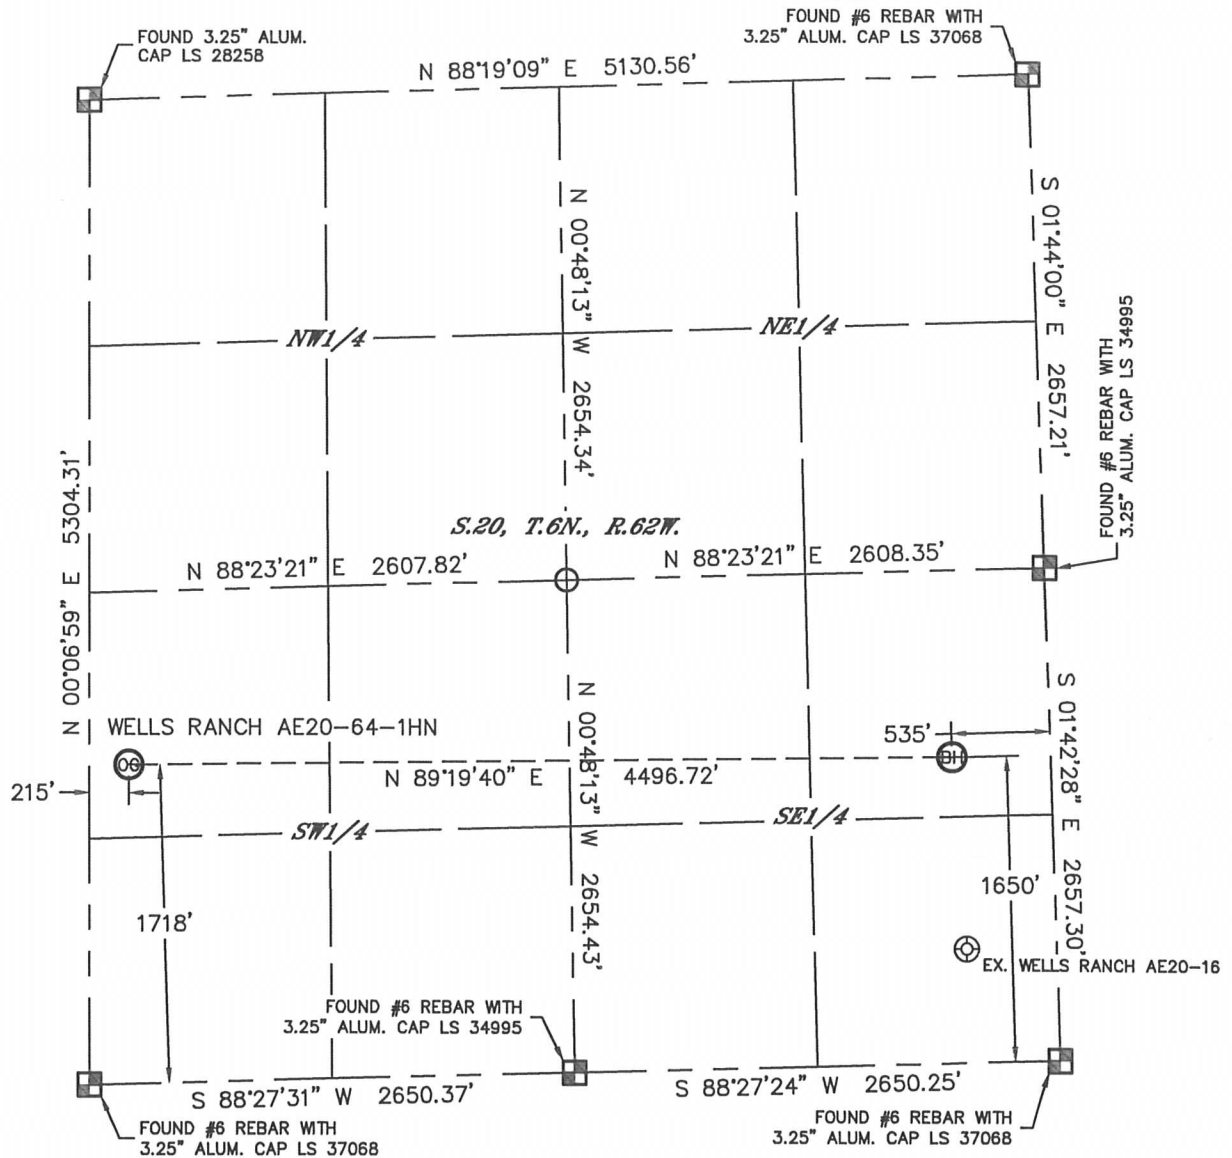 FOUND 3.25" ALUM.
CAP LS 28258
FOUND #6 REBAR WITH
3.25" ALUM. CAP LS 37068
N 88°19'09" E 5130.56'
N 00°48'13" W 2654.34'
S 01°44'00" E 2657.21'
NW1/4
NE1/4
FOUND #6 REBAR WITH
3.25" ALUM. CAP LS 34995
N 00°06'59" E 5304.31'
S.20, T.6N., R.62W.
N 88°23'21" E 2607.82'
N 88°23'21" E 2608.35'
WELLS RANCH AE20-64-1HN
OG
535'
BH
S 01°42'28" E 2657.30'
N 00°48'13" W 2654.43'
N 89°19'40" E 4496.72'
215'
SW1/4
SE1/4
1718'
1650'
EX. WELLS RANCH AE20-16
FOUND #6 REBAR WITH
3.25" ALUM. CAP LS 34995
S 88°27'31" W 2650.37'
S 88°27'24" W 2650.25'
FOUND #6 REBAR WITH
3.25" ALUM. CAP LS 37068
FOUND #6 REBAR WITH
3.25" ALUM. CAP LS 37068